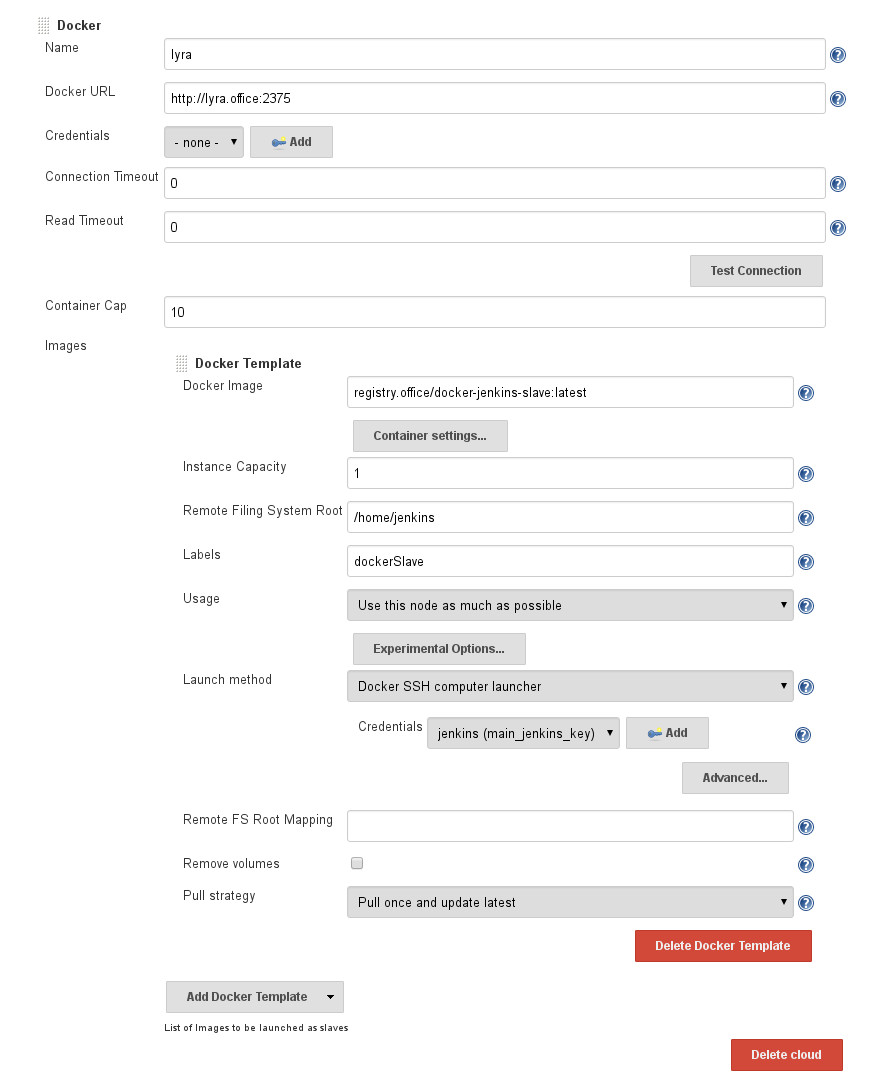 Docker
Name
lyra
Docker URL
http://lyra.office:2375
Credentials
- none -
Add
Connection Timeout
0
Read Timeout
0
Test Connection
Container Cap
10
Images
Docker Template
Docker Image
registry.office/docker-jenkins-slave:latest
Container settings...
Instance Capacity
1
Remote Filing System Root
/home/jenkins
Labels
dockerSlave
Usage
Use this node as much as possible
Experimental Options...
Launch method
Docker SSH computer launcher
Credentials
jenkins (main_jenkins_key)
Add
Advanced...
Remote FS Root Mapping
Remove volumes
Pull strategy
Pull once and update latest
Delete Docker Template
Add Docker Template
List of Images to be launched as slaves
Delete cloud